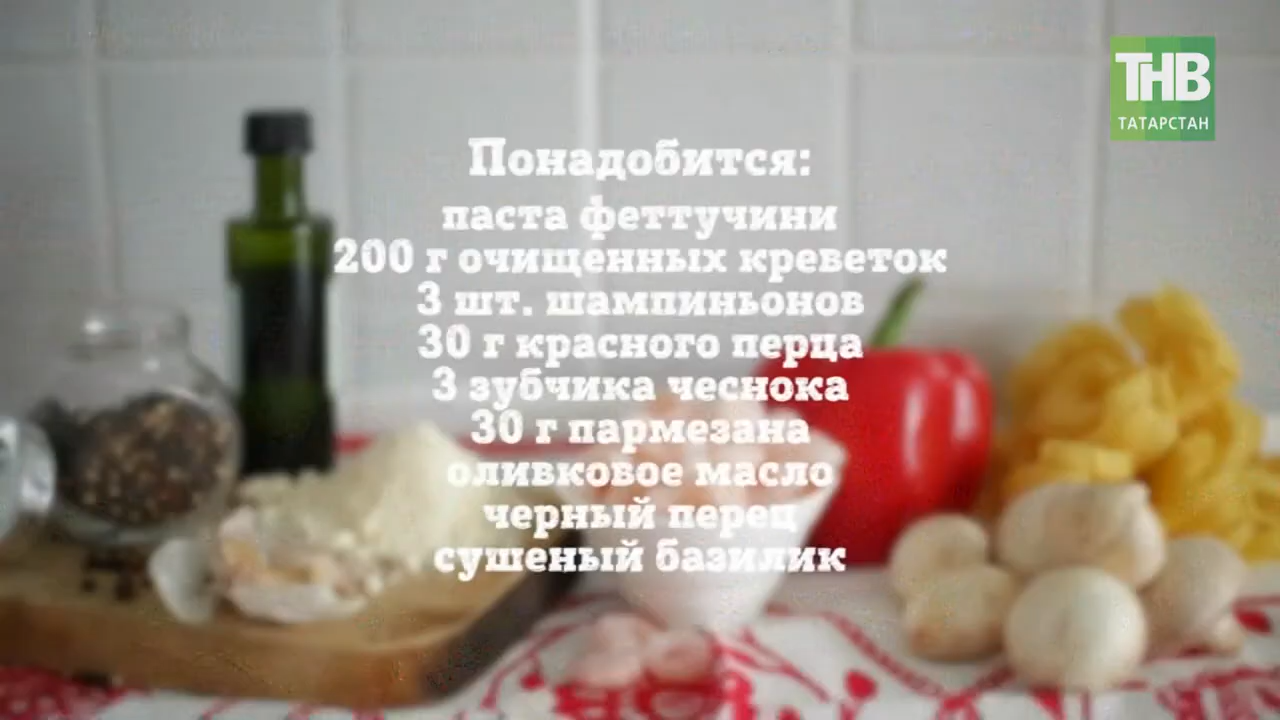 ТНВ
ТАТАРСТАН
Понадобится:
паста феттучини
200 г очищенных креветок
3 шт. шампиньонов
30 г красного перца
3 зубчика чеснока
30 г пармезана
оливковое масло
черный перец
сушеный базилик